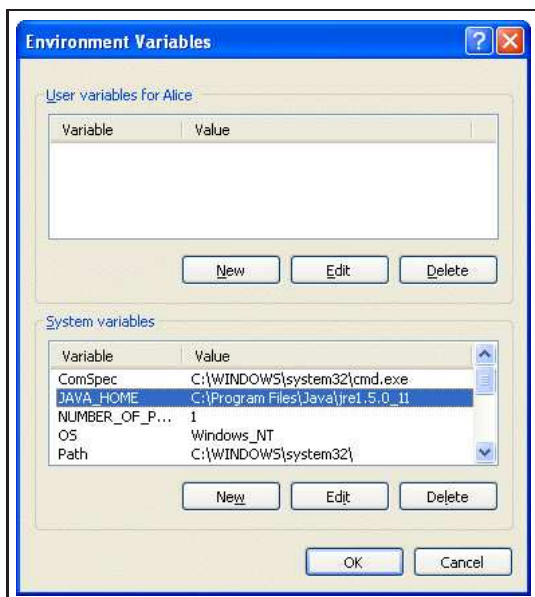 Environment Variables
User variables for Alice
Variable Value
New Edit Delete
System variables
Variable Value
ComSpec C:\WINDOWS\system32\cmd.exe
JAVA_HOME C:\Program Files\Java\jre1.5.0_11
NUMBER_OF_P... 1
OS Windows_NT
Path C:\WINDOWS\system32\
New Edit Delete
OK Cancel